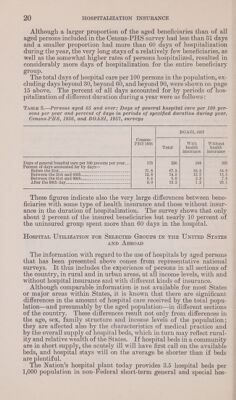 20 HOSPITALIZATION INSURANCE
Although a larger proportion of the aged beneficiaries than of all
aged persons included in the Census-PHS survey had less than 31 days
and a smaller proportion had more than 60 days of hospitalization
during the year, the very long stays of a relatively few beneficiaries, as
well as the somewhat higher rates of persons hospitalized, resulted in
considerably more days of hospitalization for the entire beneficiary
group.
The total days of hospital care per 100 persons in the population, ex-
cluding days beyond 30, beyond 60, and beyond 90, were shown on page
15 above. The percent of all days accounted for by periods of hos-
pitalization of different duration during a year were as follows:
TABLE 5.—Persons aged 65 and over: Days of general hospital care per 100 per-
sons per year and percent of days in periods of specified duration during year,
Census-PHS, 1958, and BOASI, 1957, surveys
BOASI, 1957
Census-
PHS 1958
Total
With
health
insurance
Without
health
insurance
Days of general hospital care per 100 persons per year
Percent of days accounted for by days—
Before the 31st
Between the 31st and 60th
Between the 61st and 90th
After the 90th day
These figures indicate also the very large differences between bene-
ficiaries with some type of health insurance and those without insur-
ance in the duration of hospitalization. The survey shows that only
about 2 percent of the insured beneficiaries but nearly 10 percent of
the uninsured group spent more than 60 days in the hospital.
HOSPITAL UTILIZATION FOR SELECTED GROUPS IN THE UNITED STATES
AND ABROAD
The information with regard to the use of hospitals by aged persons
that has been presented above comes from representative national
surveys. It thus includes the experience of persons in all sections of
the country, in rural and in urban areas, at all income levels, with and
without hospital insurance and with different kinds of insurance.
Although comparable information is not available for most States
or major areas within States, it is known that there are significant
differences in the amount of hospital care received by the total popu-
lation—and presumably by the aged population—in different sections
of the country. These differences result not only from differences in
the age, sex, family structure and income levels of the population;
they are affected also by the characteristics of medical practice and
by the overall supply of hospital beds, which in turn may reflect rural-
ity and relative wealth of the States. If hospital beds in a community
are in short supply, the acutely ill will have first call on the available
beds, and hospital stays will on the average be shorter than if beds
are plentiful.
The Nation's hospital plant today provides 3.5 hospital beds per
1,000 population in non-Federal short-term general and special hos-